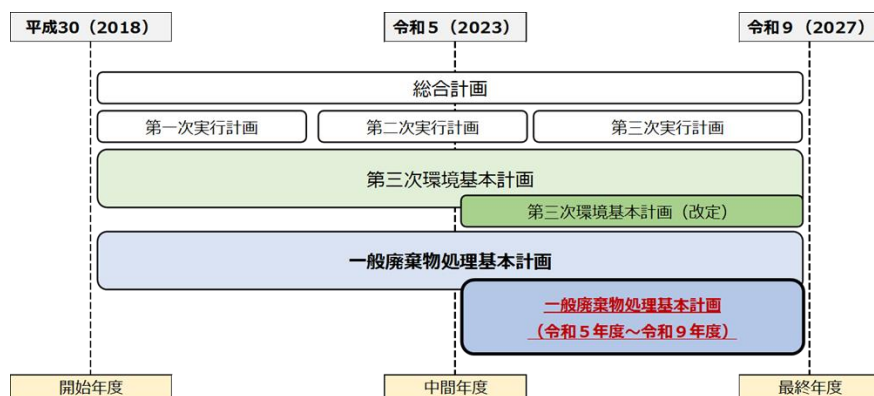 平成30(2018)
令和5(2023)
令和9(2027)
総合計画
第一次実行計画
第二次実行計画
第三次実行計画
第三次環境基本計画
第三次環境基本計画(改定)
一般廃棄物処理基本計画
一般廃棄物処理基本計画
(令和5年度~令和9年度)
開始年度
中間年度
最終年度